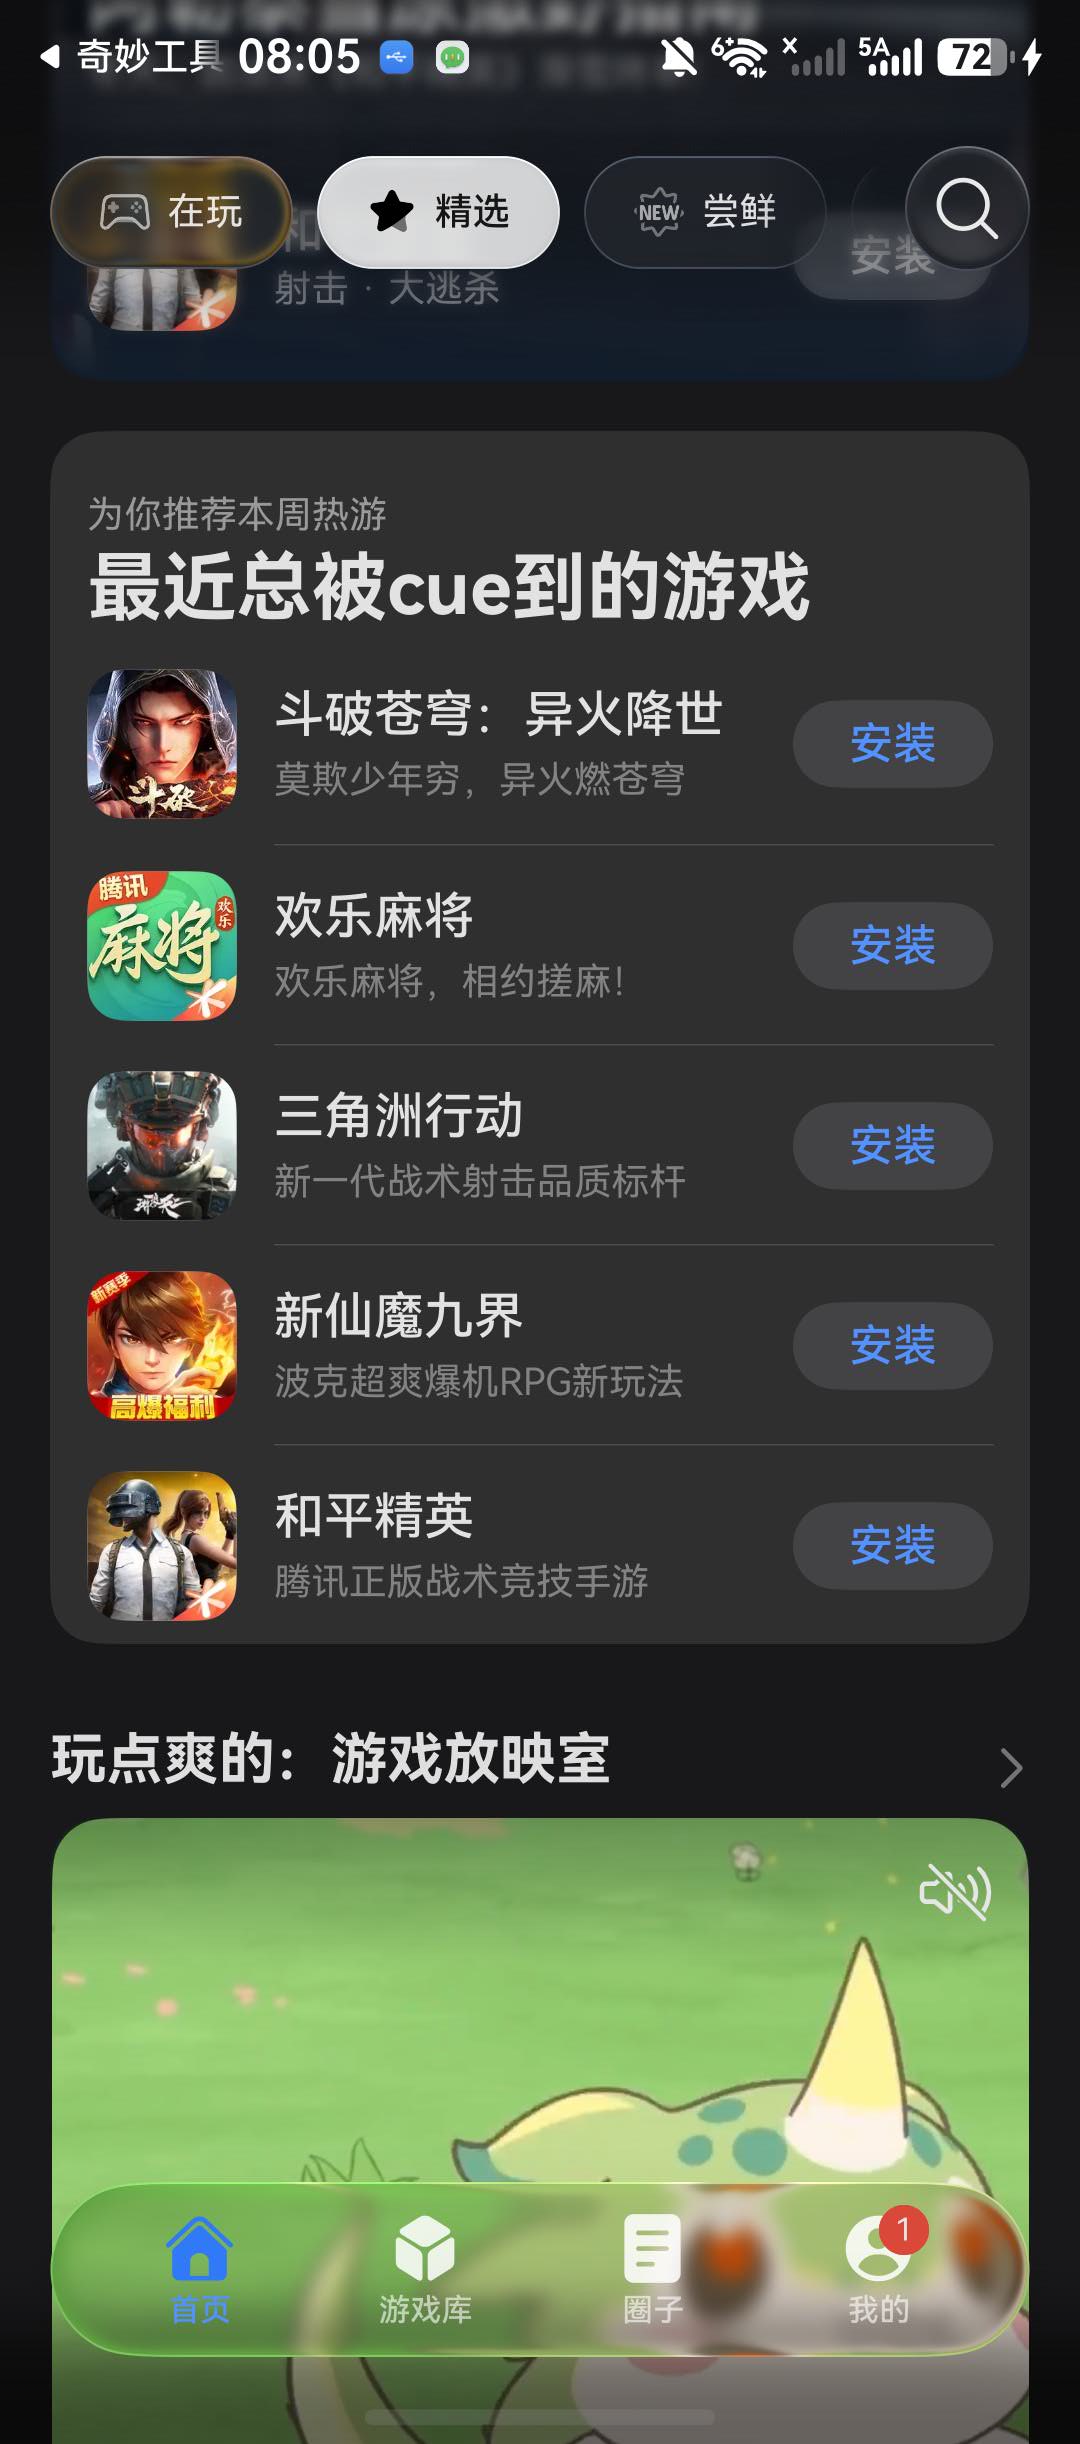 奇妙工具 08:05 6+ 5A 72
在玩 精选 NEW 尝鲜
安装
射击 · 大逃杀
为你推荐本周热游
最近总被cue到的游戏
斗破
斗破苍穹：异火降世
莫欺少年穷，异火燃苍穹
安装
腾讯
欢乐
麻将
欢乐麻将
欢乐麻将，相约搓麻！
安装
三角洲行动
新一代战术射击品质标杆
安装
新赛季
高爆福利
新仙魔九界
波克超爽爆机RPG新玩法
安装
和平精英
腾讯正版战术竞技手游
安装
玩点爽的：游戏放映室
1
首页 游戏库 圈子 我的